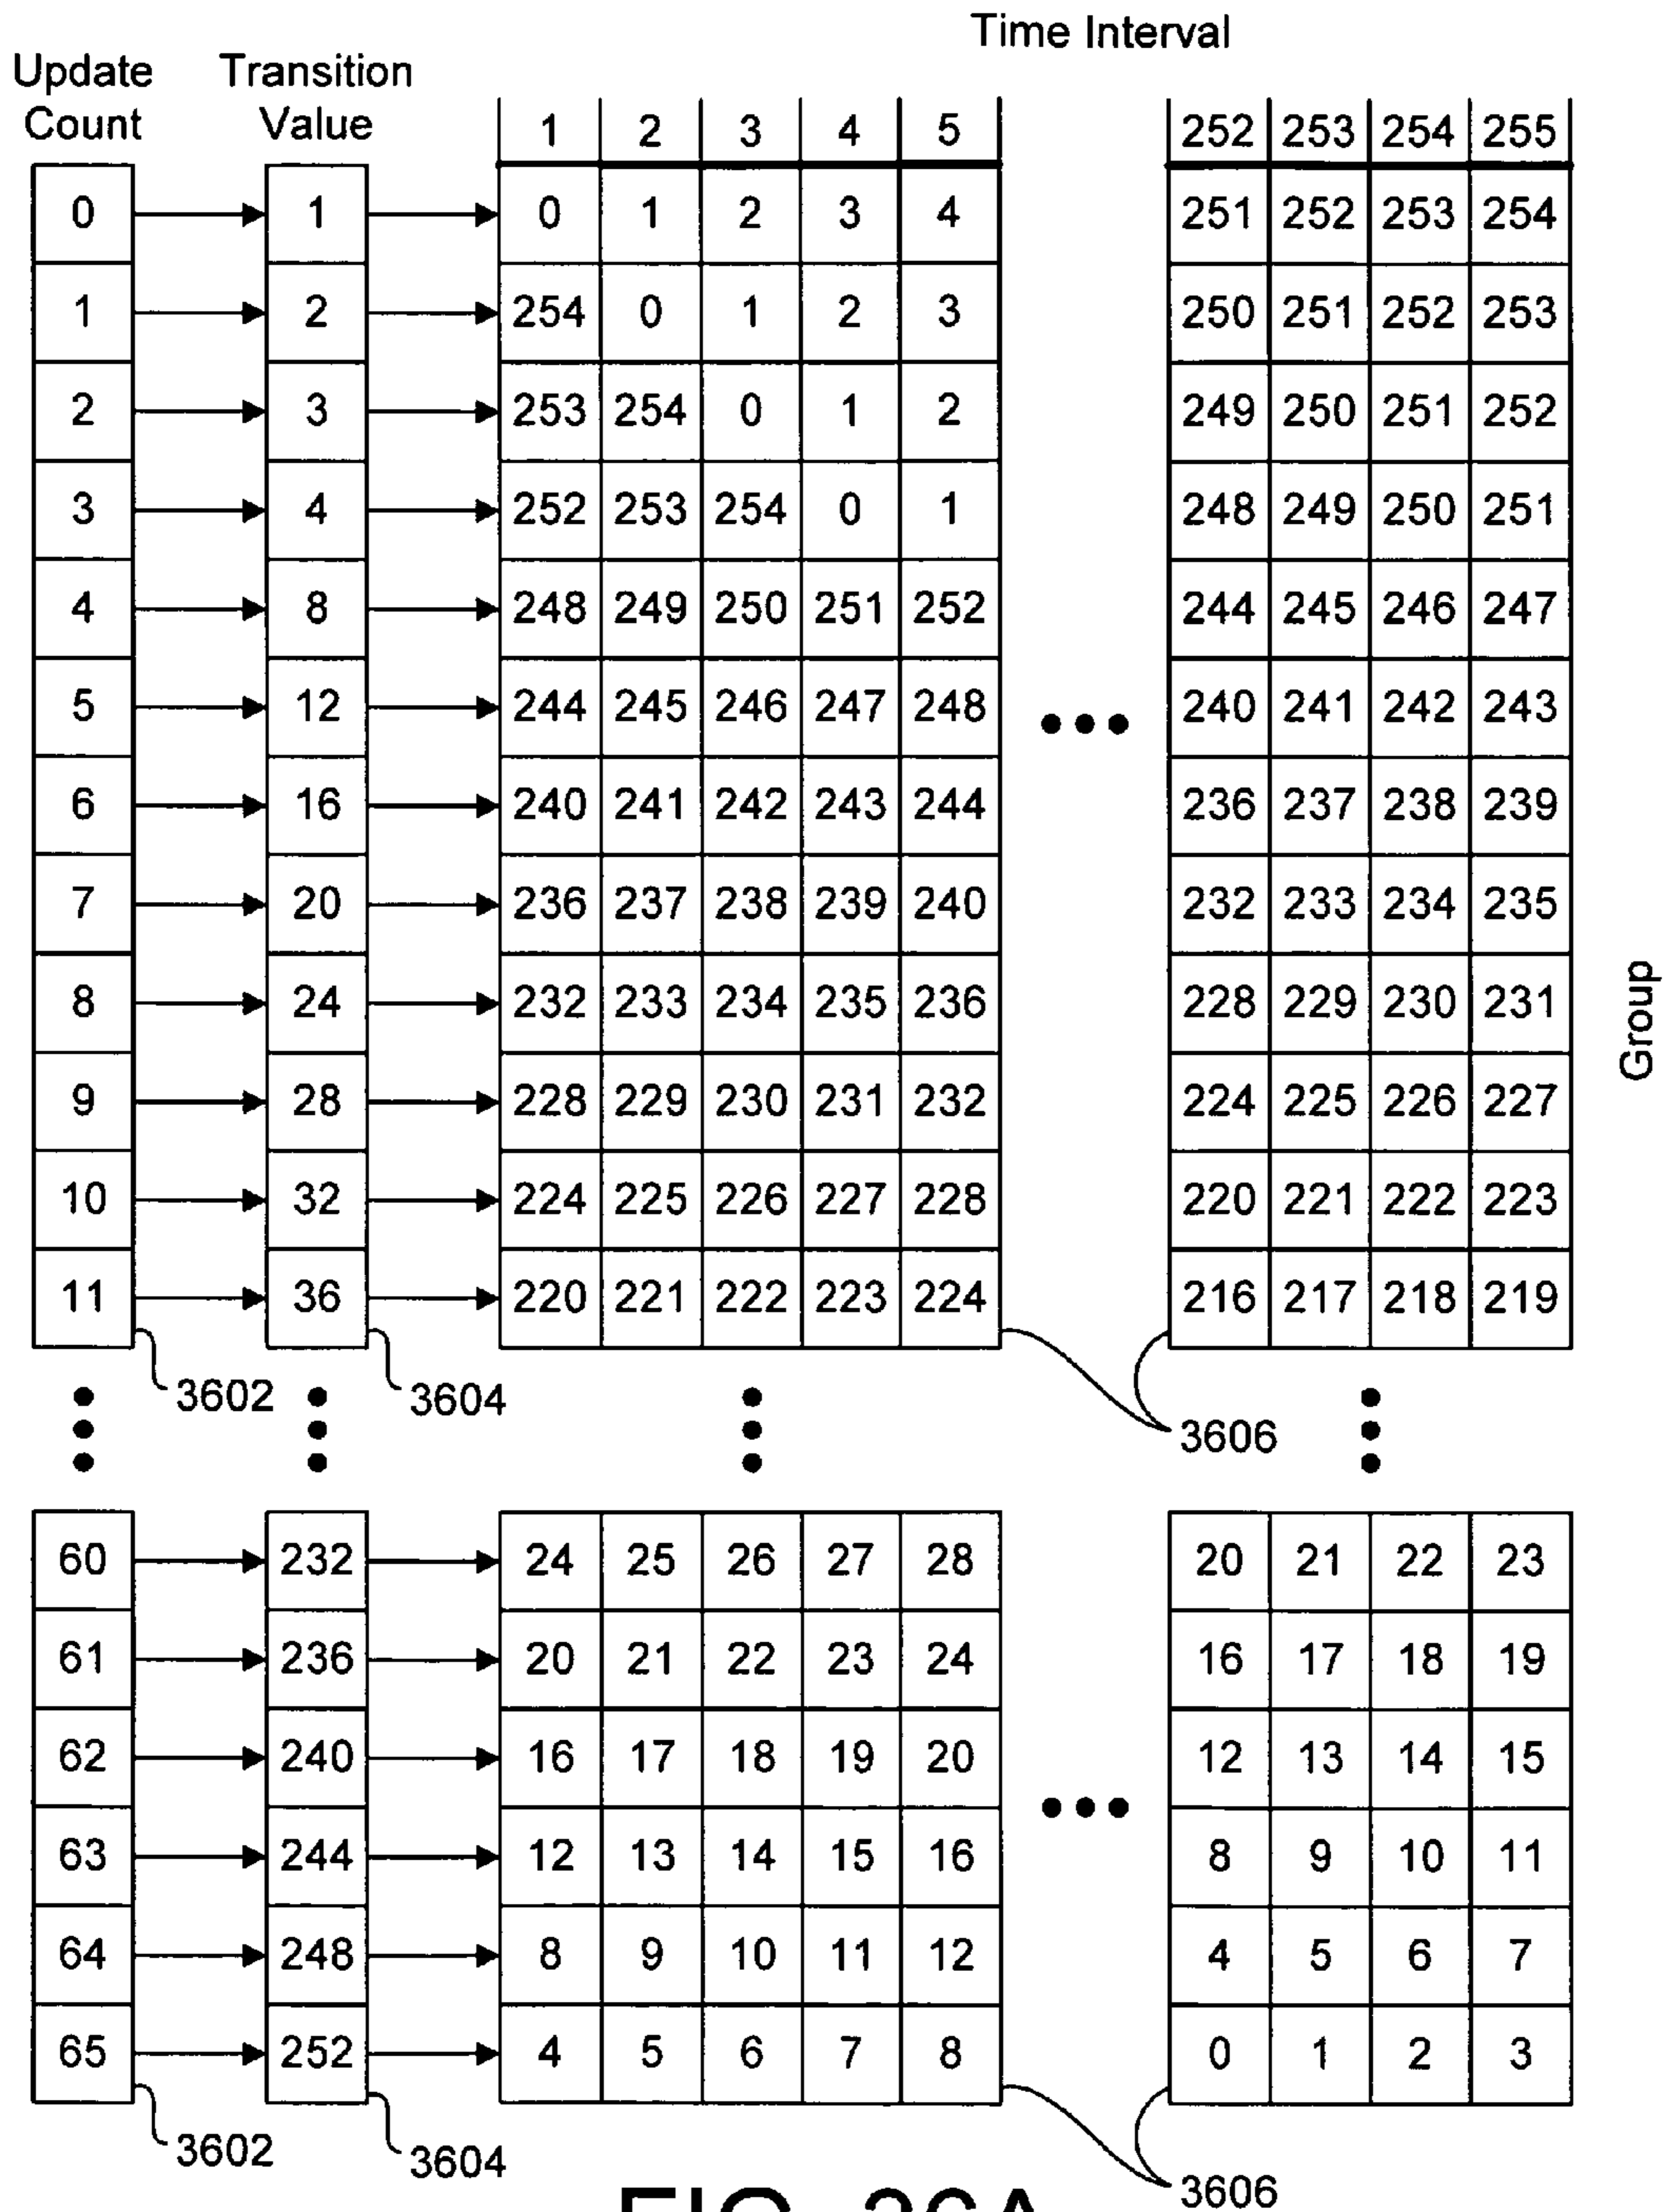 Time Interval
Update Count
Transition Value
1 2 3 4 5 252 253 254 255
0 1 0 1 2 3 4 251 252 253 254
1 2 254 0 1 2 3 250 251 252 253
2 3 253 254 0 1 2 249 250 251 252
3 4 252 253 254 0 1 248 249 250 251
4 8 248 249 250 251 252 244 245 246 247
5 12 244 245 246 247 248 240 241 242 243
6 16 240 241 242 243 244 236 237 238 239
7 20 236 237 238 239 240 232 233 234 235
8 24 232 233 234 235 236 228 229 230 231
9 28 228 229 230 231 232 224 225 226 227
10 32 224 225 226 227 228 220 221 222 223
11 36 220 221 222 223 224 216 217 218 219
Group
3602 3604 3606
60 232 24 25 26 27 28 20 21 22 23
61 236 20 21 22 23 24 16 17 18 19
62 240 16 17 18 19 20 12 13 14 15
63 244 12 13 14 15 16 8 9 10 11
64 248 8 9 10 11 12 4 5 6 7
65 252 4 5 6 7 8 0 1 2 3
3602 3604 3606
FIG. 36A